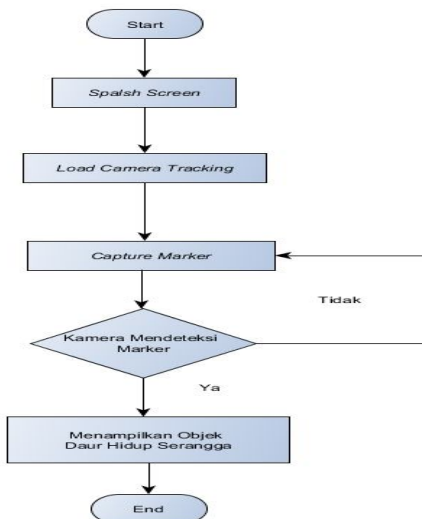 Start
Spalsh Screen
Load Camera Tracking
Capture Marker
Tidak
Kamera Mendeteksi
Marker
Ya
Menampilkan Objek
Daur Hidup Serangga
End